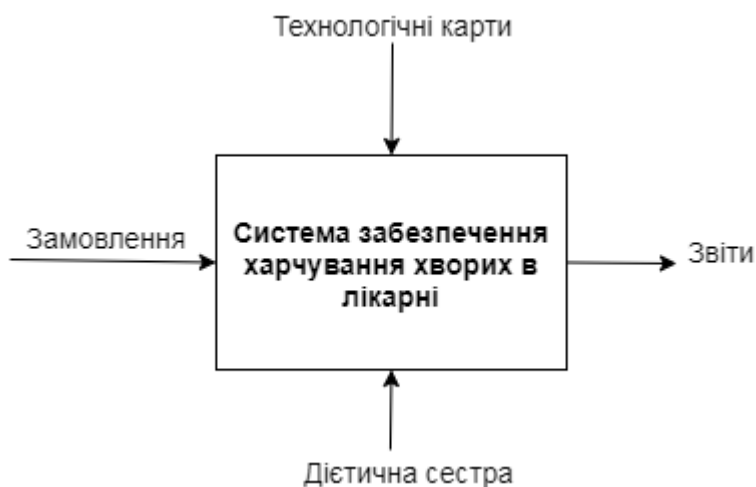 Технологічні карти
Замовлення
Система забезпечення
харчування хворих в
лікарні
Звіти
Дієтична сестра